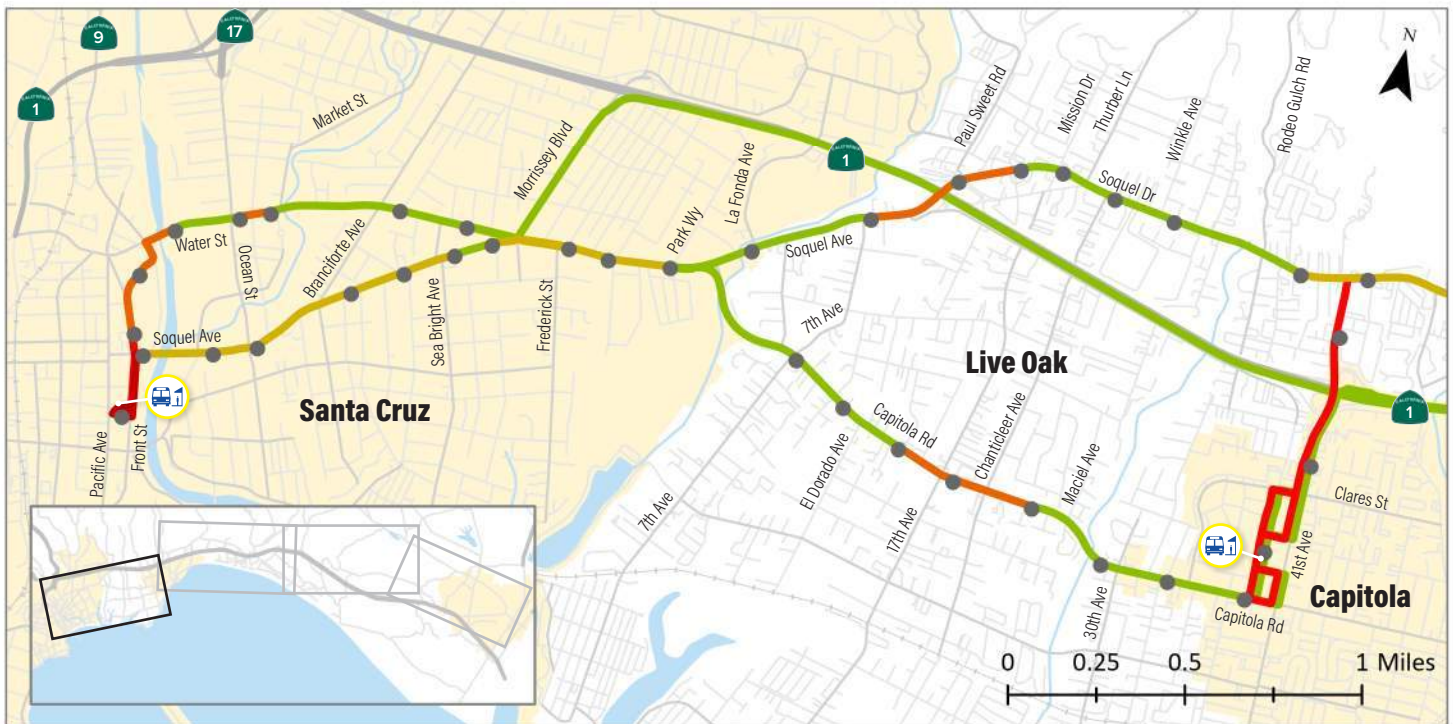 9
17
1
N
Market St
Morrissey Blvd
La Fonda Ave
1
Paul Sweet Rd
Mission Dr
Thurber Ln
Winkle Ave
Rodeo Gulch Rd
Soquel Dr
Water St
Ocean St
Branciforte Ave
Park Wy
Soquel Ave
Soquel Ave
Sea Bright Ave
Frederick St
7th Ave
Live Oak
Santa Cruz
1
Pacific Ave
Front St
Capitola Rd
El Dorado Ave
Chanticleer Ave
Maciel Ave
Clares St
7th Ave
17th Ave
41st Ave
30th Ave
Capitola Rd
Capitola
0 0.25 0.5 1 Miles